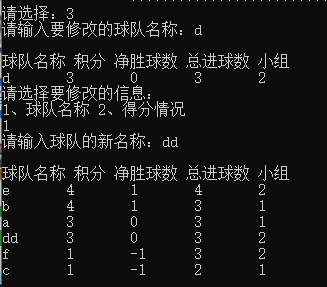 请选择：3
请输入要修改的球队名称：d
球队名称 积分 净胜球数 总进球数 小组
d 3 0 3 2
请选择要修改的信息：
1、球队名称 2、得分情况
1
请输入球队的新名称：dd
球队名称 积分 净胜球数 总进球数 小组
e 4 1 4 2
b 4 1 3 1
a 3 0 3 1
dd 3 0 3 2
f 1 -1 3 2
c 1 -1 2 1